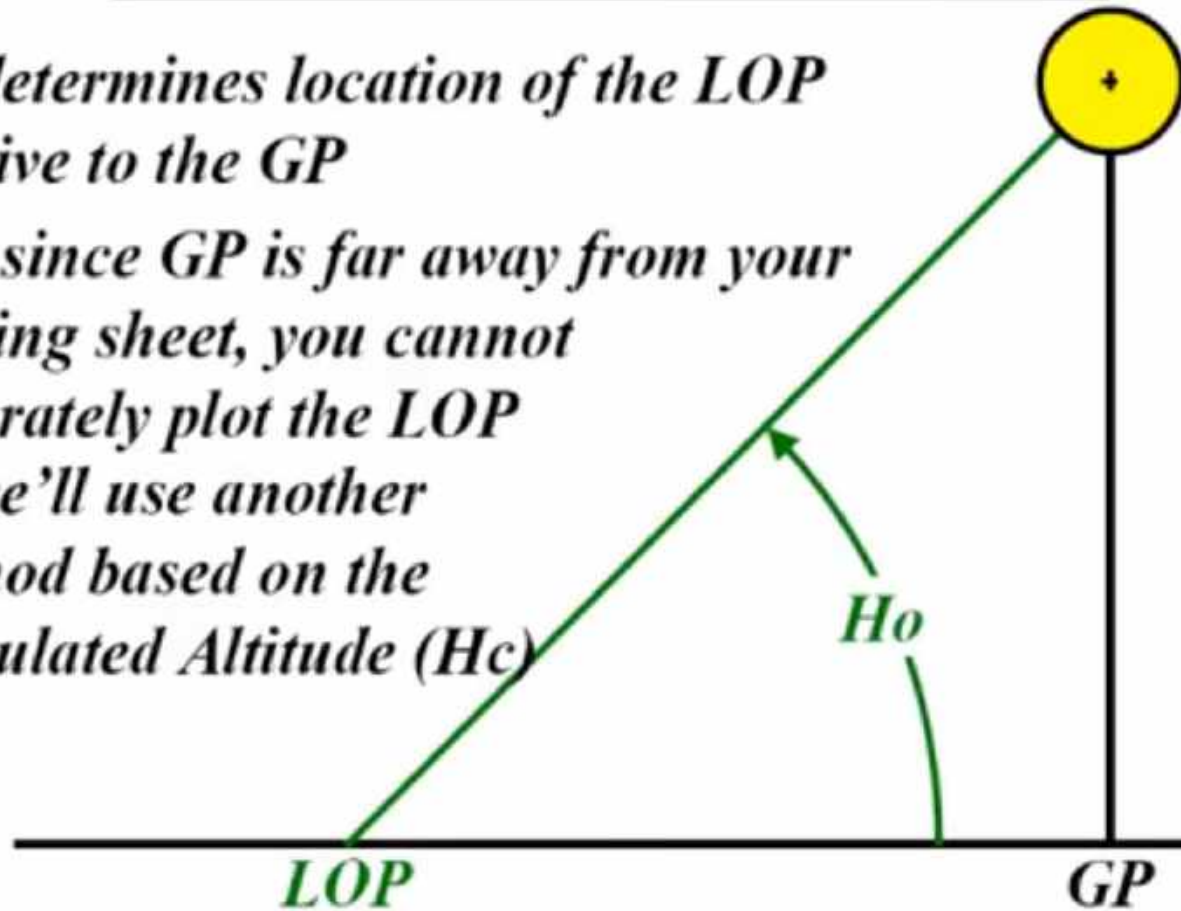 determines location of the LOP
ive to the GP
since GP is far away from your
ing sheet, you cannot
rately plot the LOP
e’ll use another
od based on the
ulated Altitude (Hc)
Ho
LOP
GP